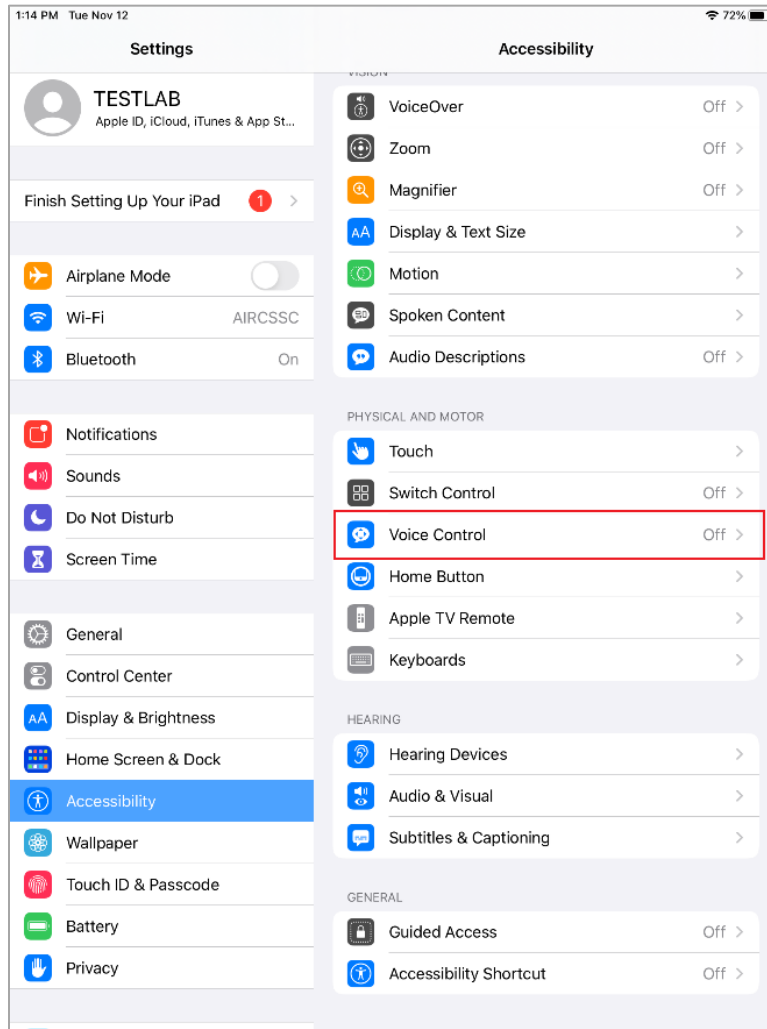 1:14 PM Tue Nov 12
72%
Settings
TESTLAB
Apple ID, iCloud, iTunes & App St...
Finish Setting Up Your iPad 1
Airplane Mode
Wi-Fi AIRCSSC
Bluetooth On
Notifications
Sounds
Do Not Disturb
Screen Time
General
Control Center
AA Display & Brightness
Home Screen & Dock
Accessibility
Wallpaper
Touch ID & Passcode
Battery
Privacy
Accessibility
VISION
VoiceOver Off
Zoom Off
Magnifier Off
AA Display & Text Size
Motion
Spoken Content
Audio Descriptions Off
PHYSICAL AND MOTOR
Touch
Switch Control Off
Voice Control Off
Home Button
Apple TV Remote
Keyboards
HEARING
Hearing Devices
Audio & Visual
Subtitles & Captioning
GENERAL
Guided Access Off
Accessibility Shortcut Off